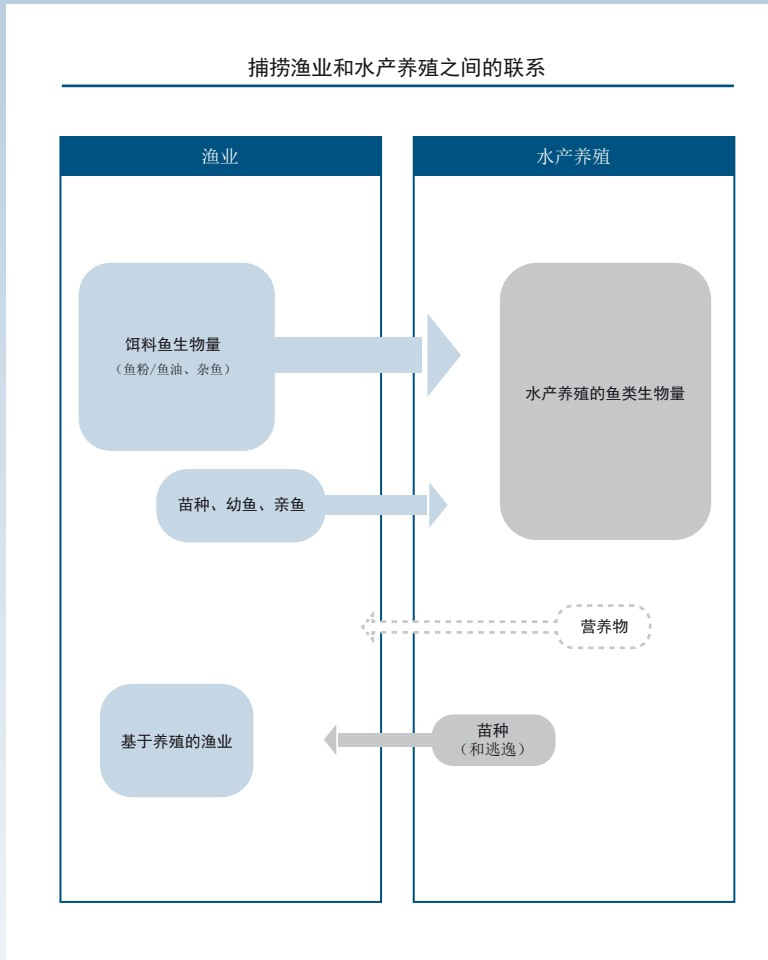 捕捞渔业和水产养殖之间的联系
渔业
水产养殖
饵料鱼生物量
（鱼粉/鱼油、杂鱼）
水产养殖的鱼类生物量
苗种、幼鱼、亲鱼
营养物
基于养殖的渔业
苗种
（和逃逸）